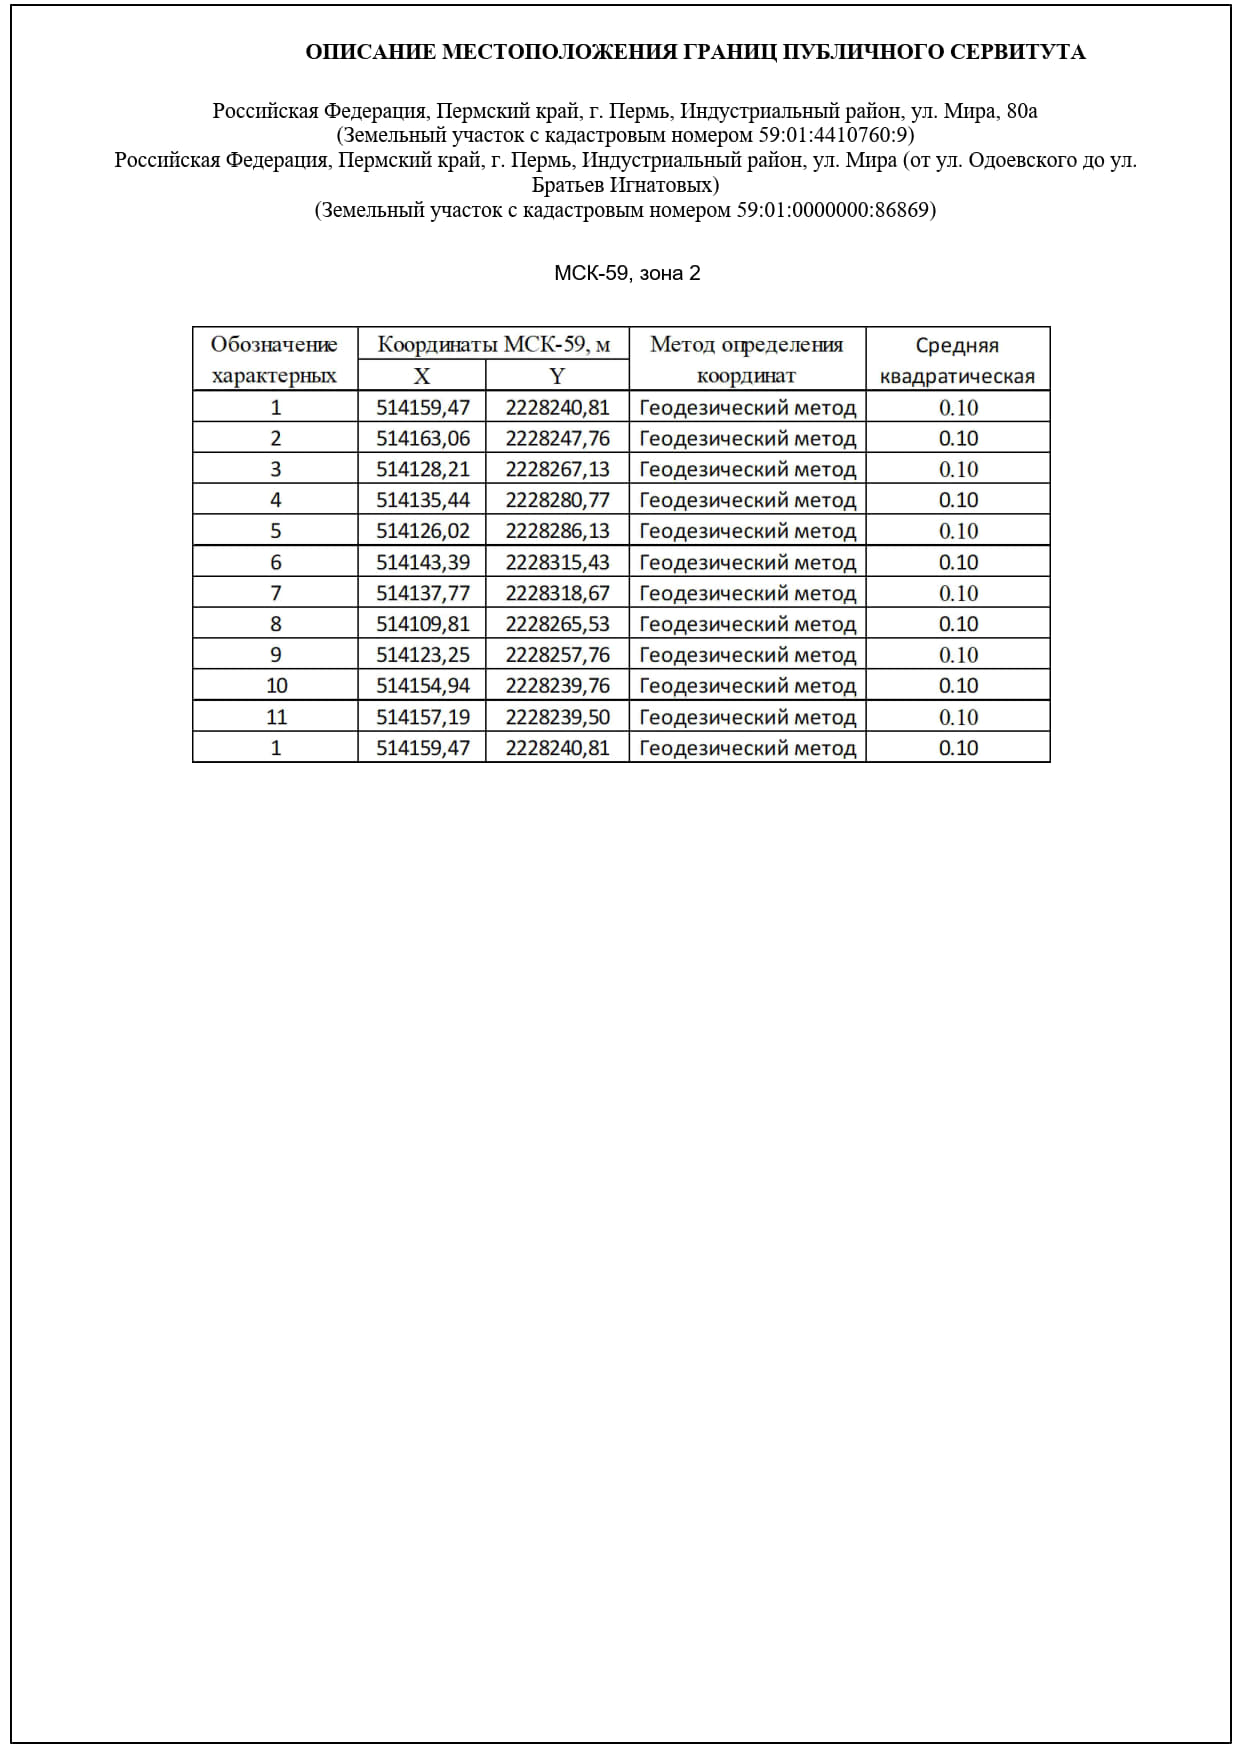 ОПИСАНИЕ МЕСТОПОЛОЖЕНИЯ ГРАНИЦ ПУБЛИЧНОГО СЕРВИТУТА
Российская Федерация, Пермский край, г. Пермь, Индустриальный район, ул. Мира, 80а
(Земельный участок с кадастровым номером 59:01:4410760:9)
Российская Федерация, Пермский край, г. Пермь, Индустриальный район, ул. Мира (от ул. Одоевского до ул.
Братьев Игнатовых)
(Земельный участок с кадастровым номером 59:01:0000000:86869)
МСК-59, зона 2
Обозначение Координаты МСК-59, м Метод определения Средняя
характерных X Y координат квадратическая
1 514159,47 2228240,81 Геодезический метод 0.10
2 514163,06 2228247,76 Геодезический метод 0.10
3 514128,21 2228267,13 Геодезический метод 0.10
4 514135,44 2228280,77 Геодезический метод 0.10
5 514126,02 2228286,13 Геодезический метод 0.10
6 514143,39 2228315,43 Геодезический метод 0.10
7 514137,77 2228318,67 Геодезический метод 0.10
8 514109,81 2228265,53 Геодезический метод 0.10
9 514123,25 2228257,76 Геодезический метод 0.10
10 514154,94 2228239,76 Геодезический метод 0.10
11 514157,19 2228239,50 Геодезический метод 0.10
1 514159,47 2228240,81 Геодезический метод 0.10